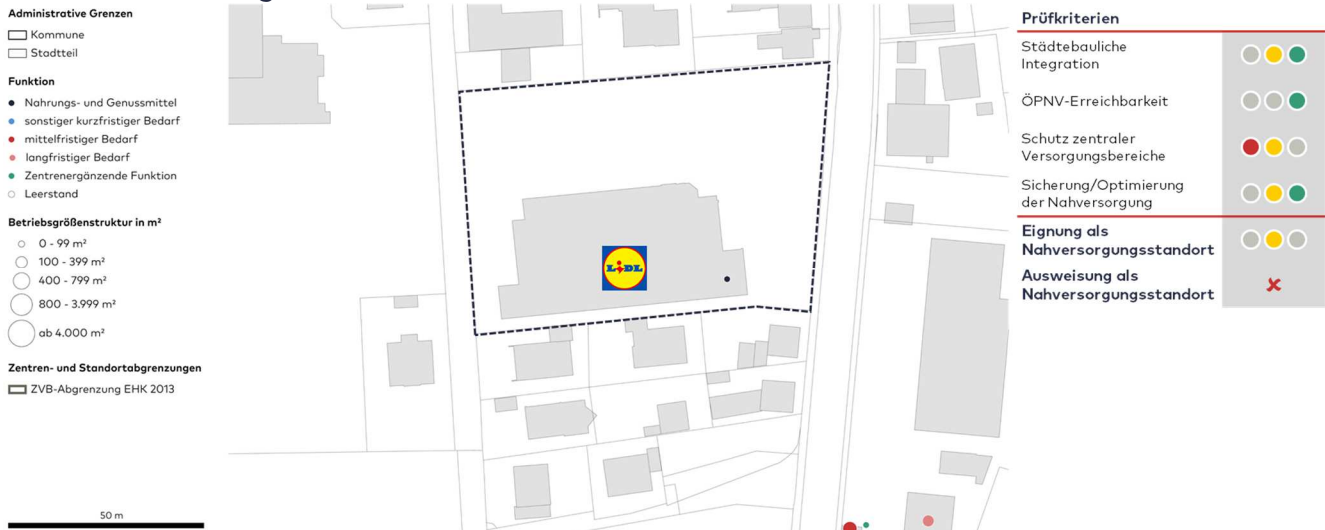 Administrative Grenzen
Kommune
Stadtteil
Funktion
Nahrungs- und Genussmittel
sonstiger kurzfristiger Bedarf
mittelfristiger Bedarf
langfristiger Bedarf
Zentrenergänzende Funktion
Leerstand
Betriebsgrößenstruktur in m²
0 - 99 m²
100 - 399 m²
400 - 799 m²
800 - 3.999 m²
ab 4.000 m²
Zentren- und Standortabgrenzungen
ZVB-Abgrenzung EHK 2013
50 m
LIDL
Prüfkriterien
Städtebauliche
Integration
ÖPNV-Erreichbarkeit
Schutz zentraler
Versorgungsbereiche
Sicherung/Optimierung
der Nahversorgung
Eignung als
Nahversorgungsstandort
Ausweisung als
Nahversorgungsstandort